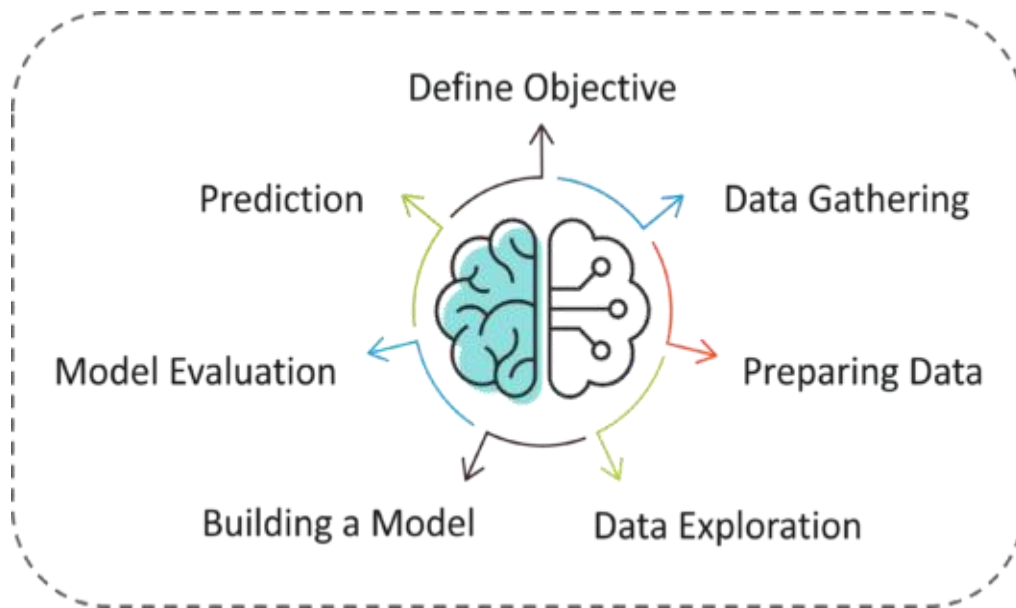 Define Objective
Data Gathering
Preparing Data
Data Exploration
Building a Model
Model Evaluation
Prediction